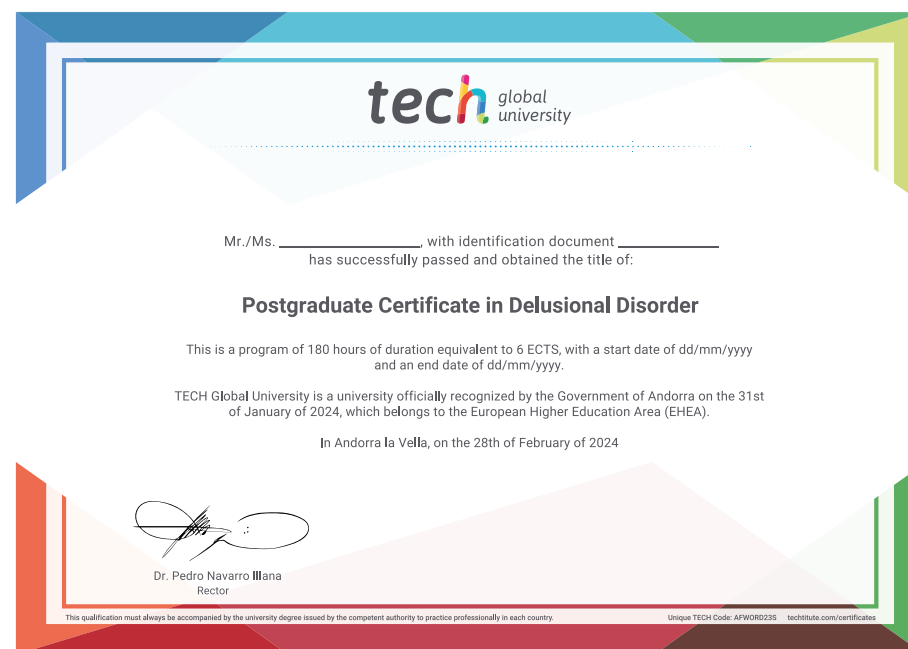 tech global university
Mr./Ms. ____________________, with identification document ______________
has successfully passed and obtained the title of:
Postgraduate Certificate in Delusional Disorder
This is a program of 180 hours of duration equivalent to 6 ECTS, with a start date of dd/mm/yyyy
and an end date of dd/mm/yyyy.
TECH Global University is a university officially recognized by the Government of Andorra on the 31st
of January of 2024, which belongs to the European Higher Education Area (EHEA).
In Andorra la Vella, on the 28th of February of 2024
Dr. Pedro Navarro Illana
Rector
This qualification must always be accompanied by the university degree issued by the competent authority to practice professionally in each country. Unique TECH Code: AFWORD23S techtitute.com/certificates